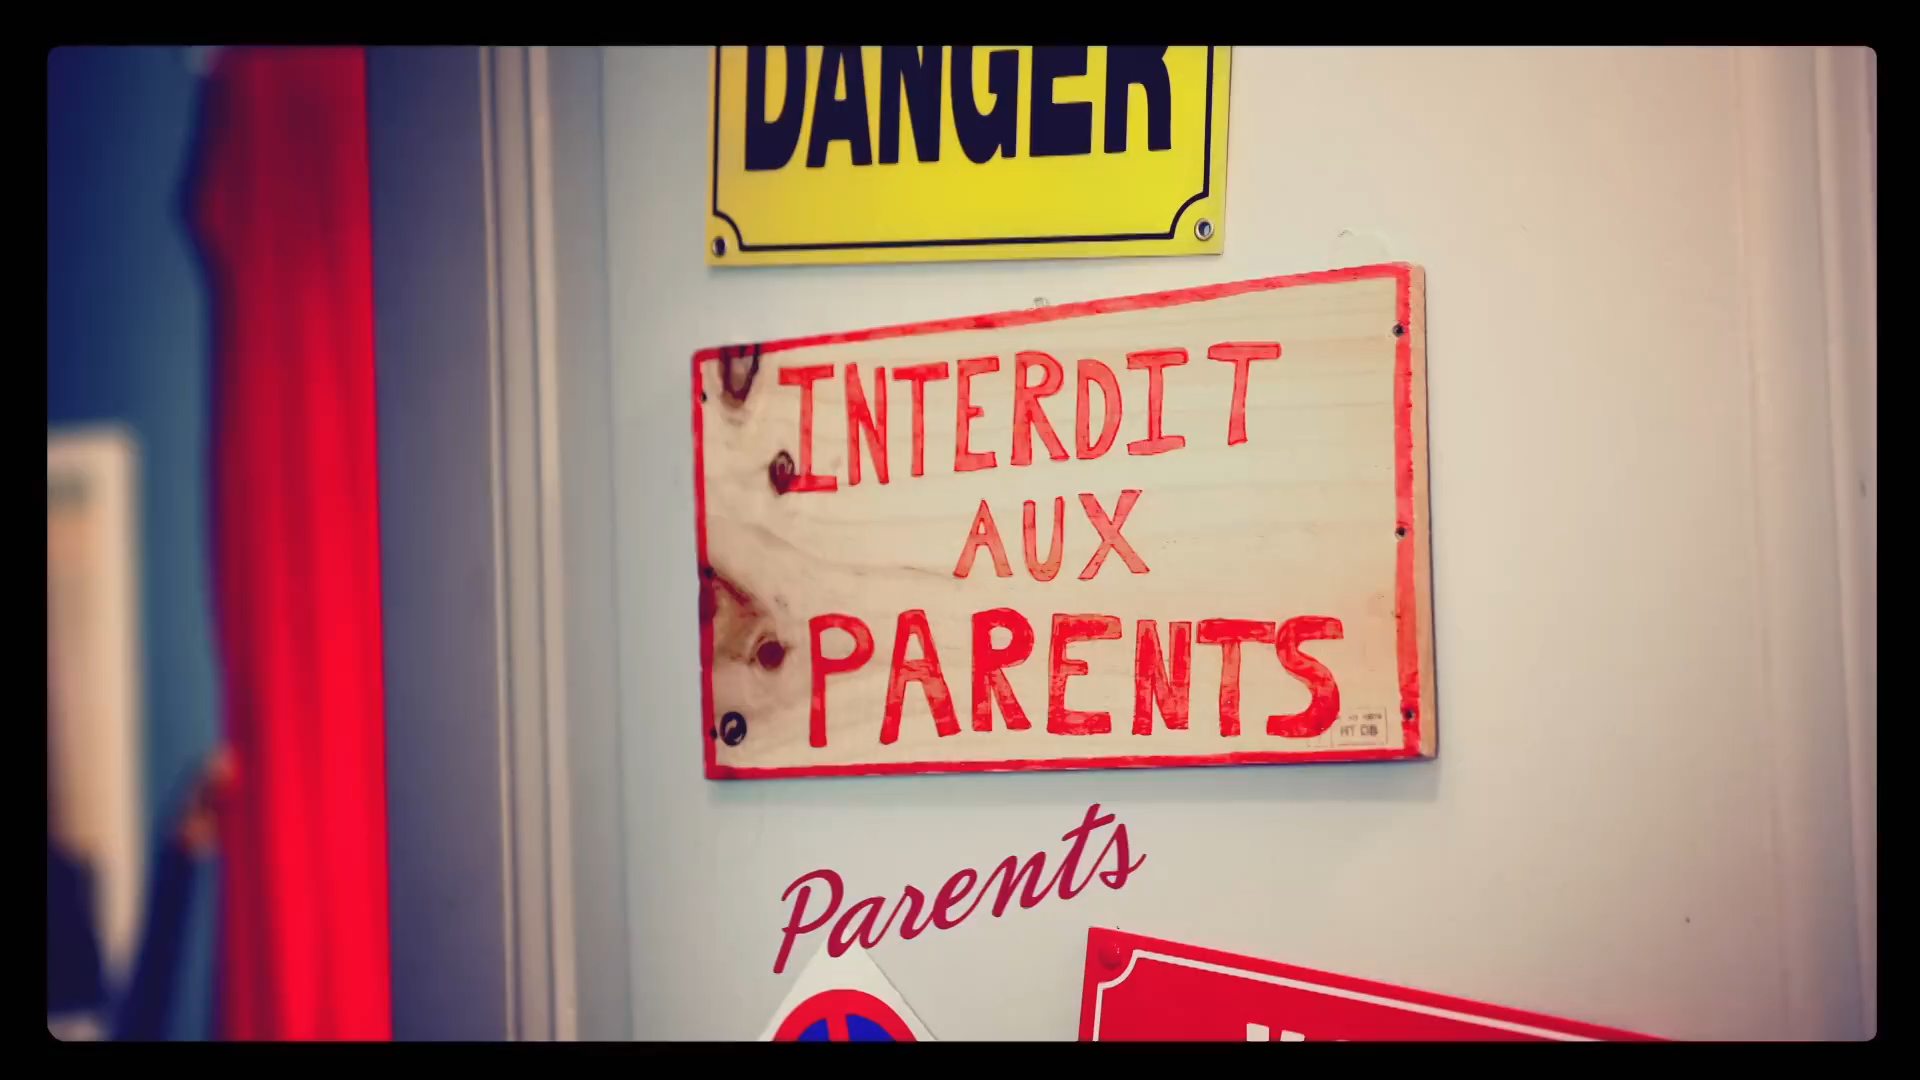 DANGER
INTERDIT
AUX
PARENTS
Parents